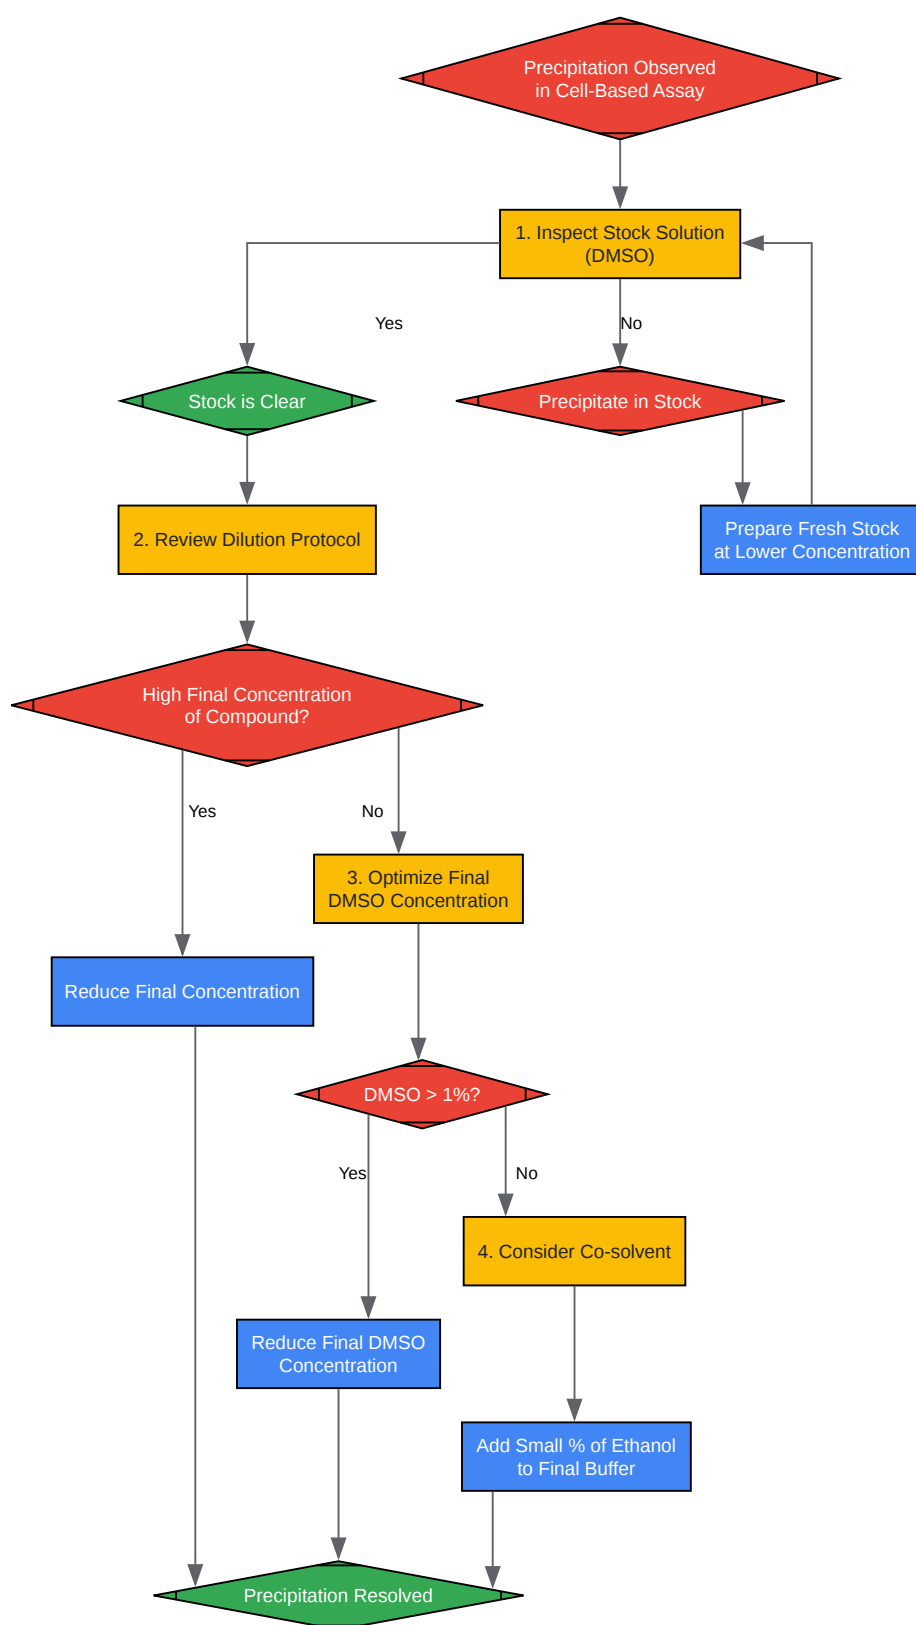 Precipitation Observed
in Cell-Based Assay
1. Inspect Stock Solution
(DMSO)
Yes
No
Stock is Clear
Precipitate in Stock
2. Review Dilution Protocol
Prepare Fresh Stock
at Lower Concentration
High Final Concentration
of Compound?
Yes
No
3. Optimize Final
DMSO Concentration
Reduce Final Concentration
DMSO > 1%?
Yes
No
4. Consider Co-solvent
Reduce Final DMSO
Concentration
Add Small % of Ethanol
to Final Buffer
Precipitation Resolved